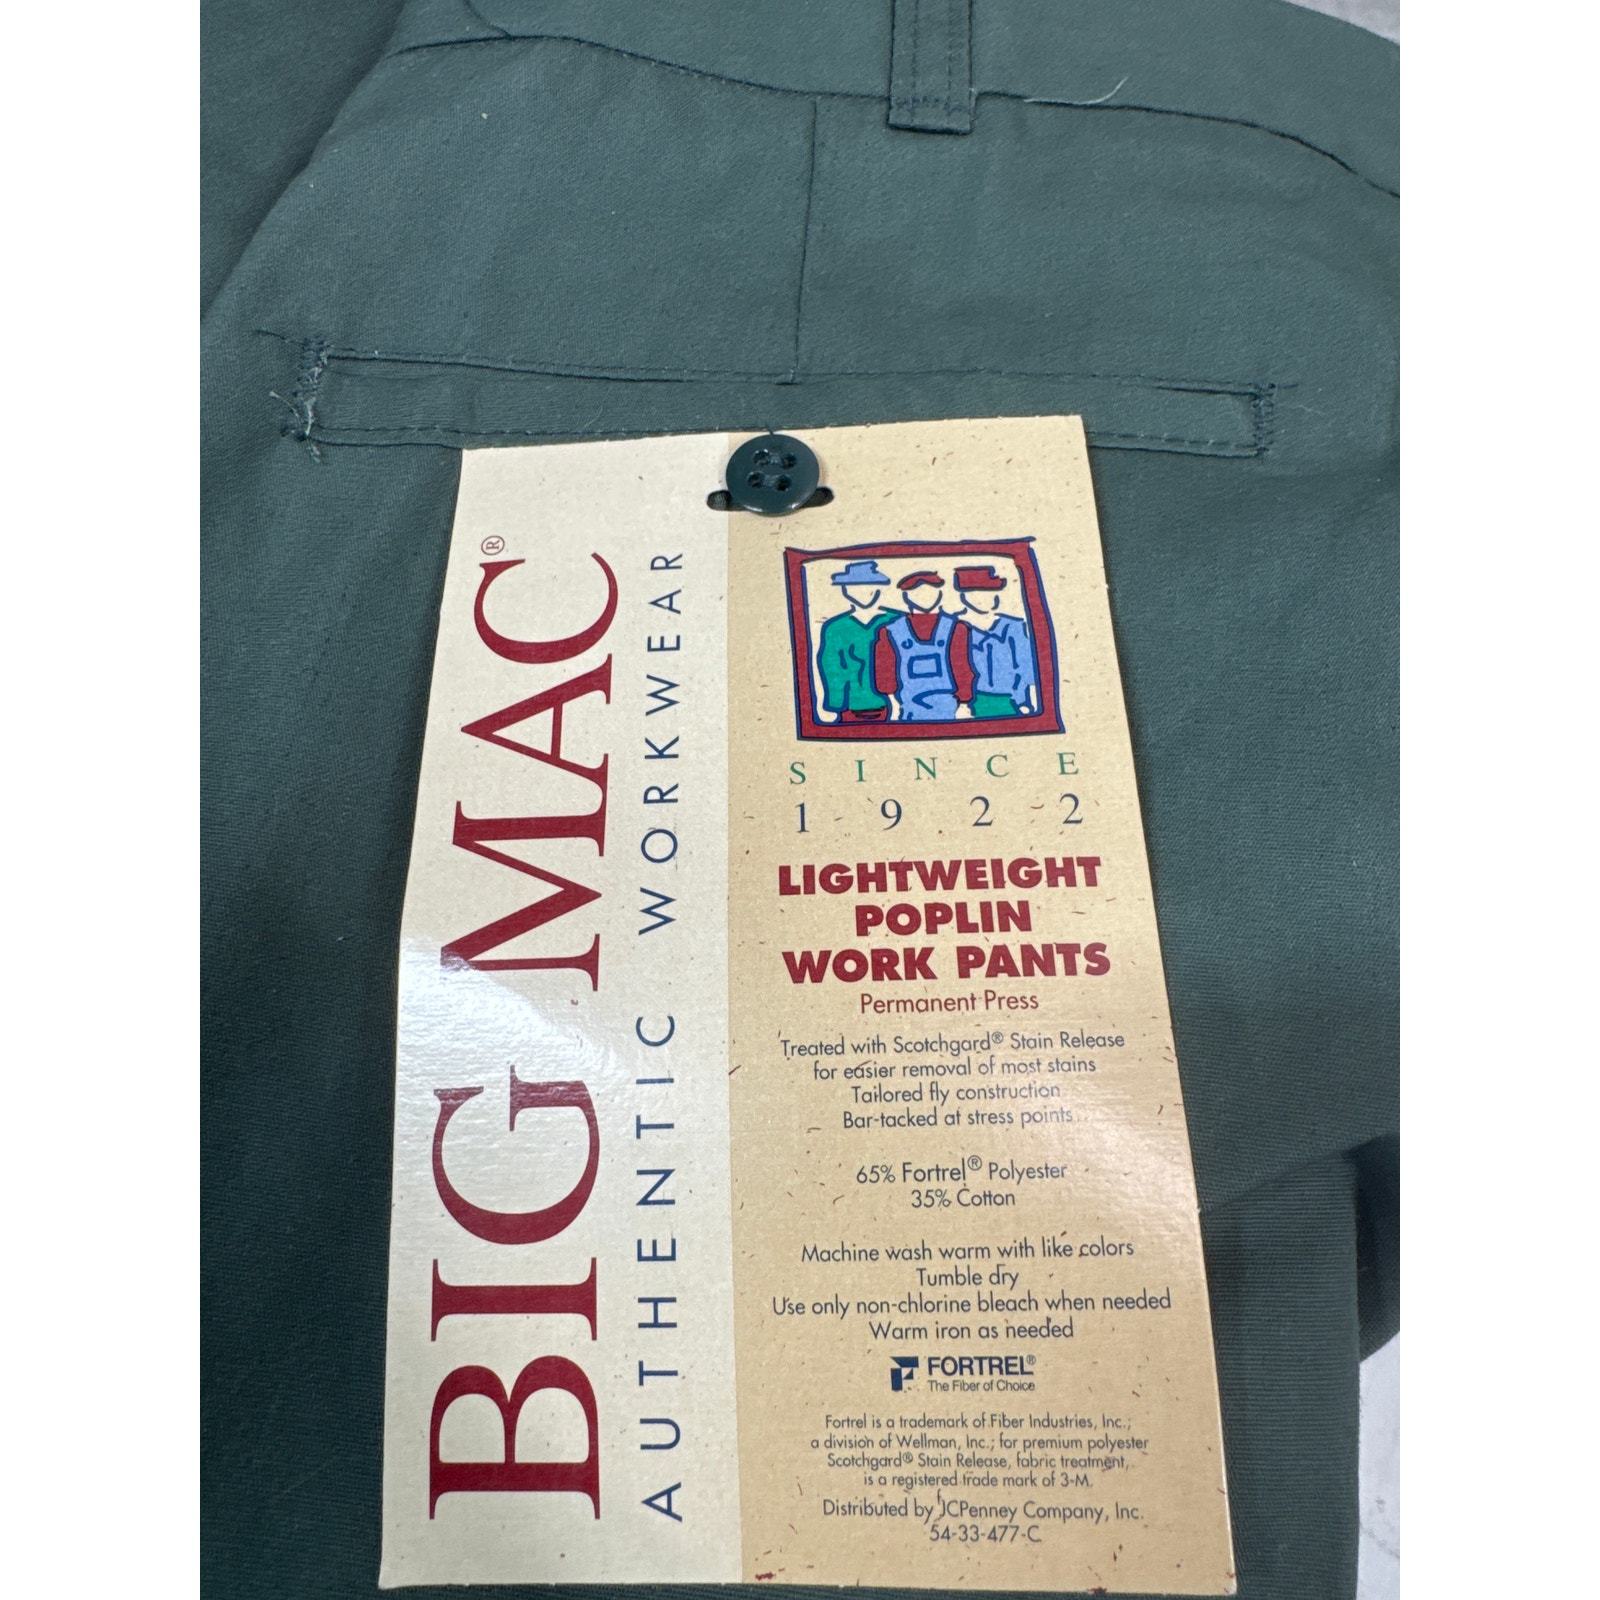 BIG MAC®
AUTHENTIC WORKWEAR
SINCE
1922
LIGHTWEIGHT
POPLIN
WORK PANTS
Permanent Press
Treated with Scotchgard® Stain Release
for easier removal of most stains
Tailored fly construction
Bar-tacked at stress points
65% Fortrel® Polyester
35% Cotton
Machine wash warm with like colors
Tumble dry
Use only non-chlorine bleach when needed
Warm iron as needed
FORTREL®
The Fiber of Choice
Fortrel is a trademark of Fiber Industries, Inc.;
a division of Wellman, Inc.; for premium polyester
Scotchgard® Stain Release, fabric treatment,
is a registered trade mark of 3-M.
Distributed by JCPenney Company, Inc.
54-33-477-C